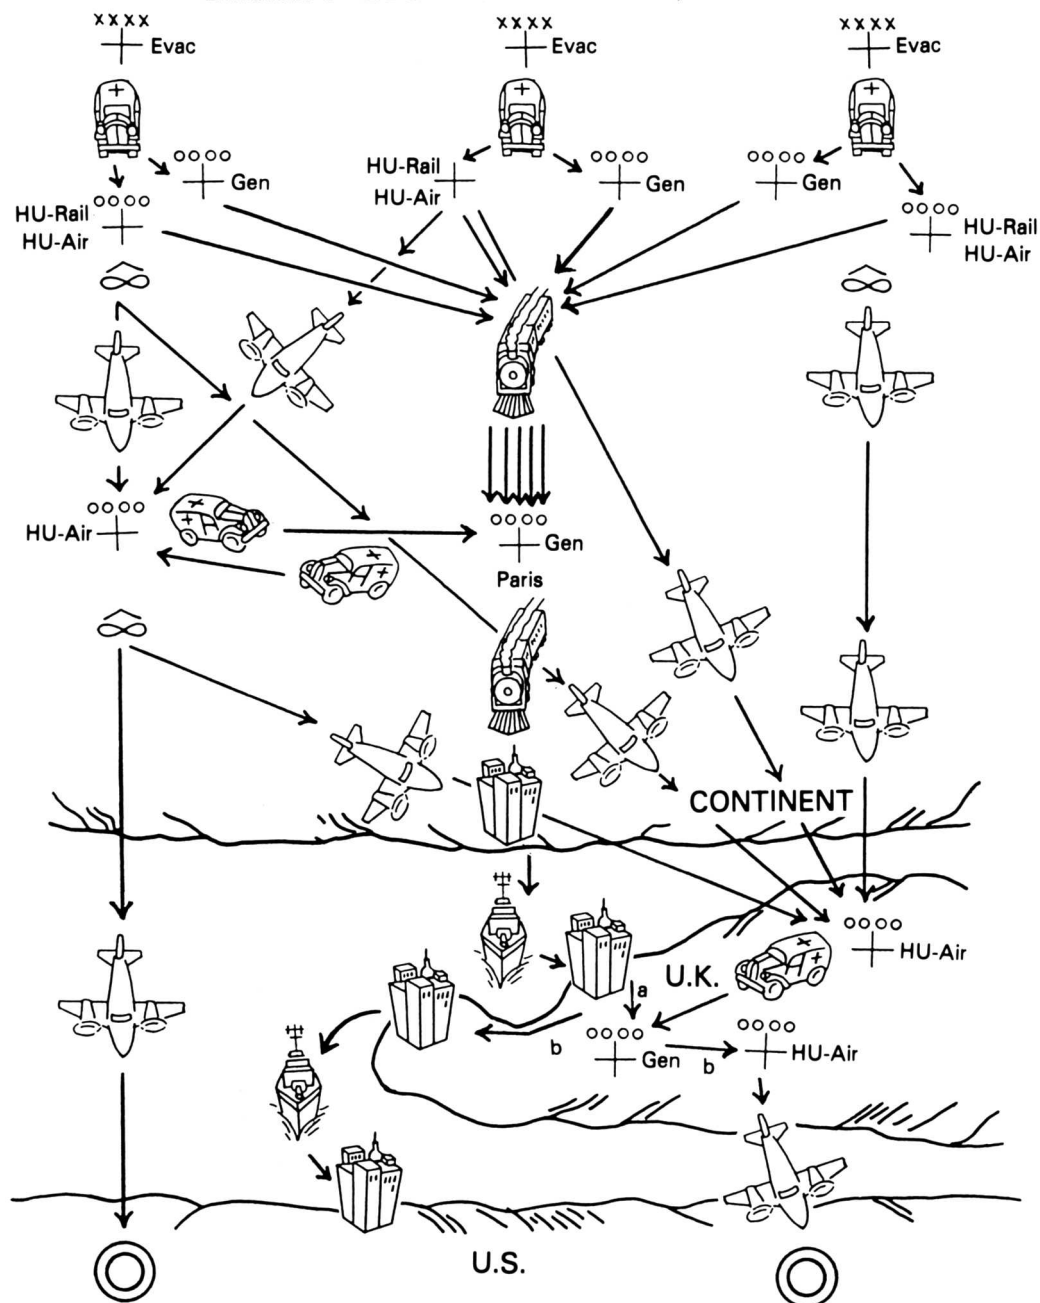 xxxx
Evac
xxxx
Evac
xxxx
Evac
Gen
HU-Rail
HU-Air
Gen
Gen
HU-Rail
HU-Air
HU-Rail
HU-Air
HU-Air
Gen
Paris
CONTINENT
HU-Air
U.K.
a
b
Gen
b
HU-Air
U.S.